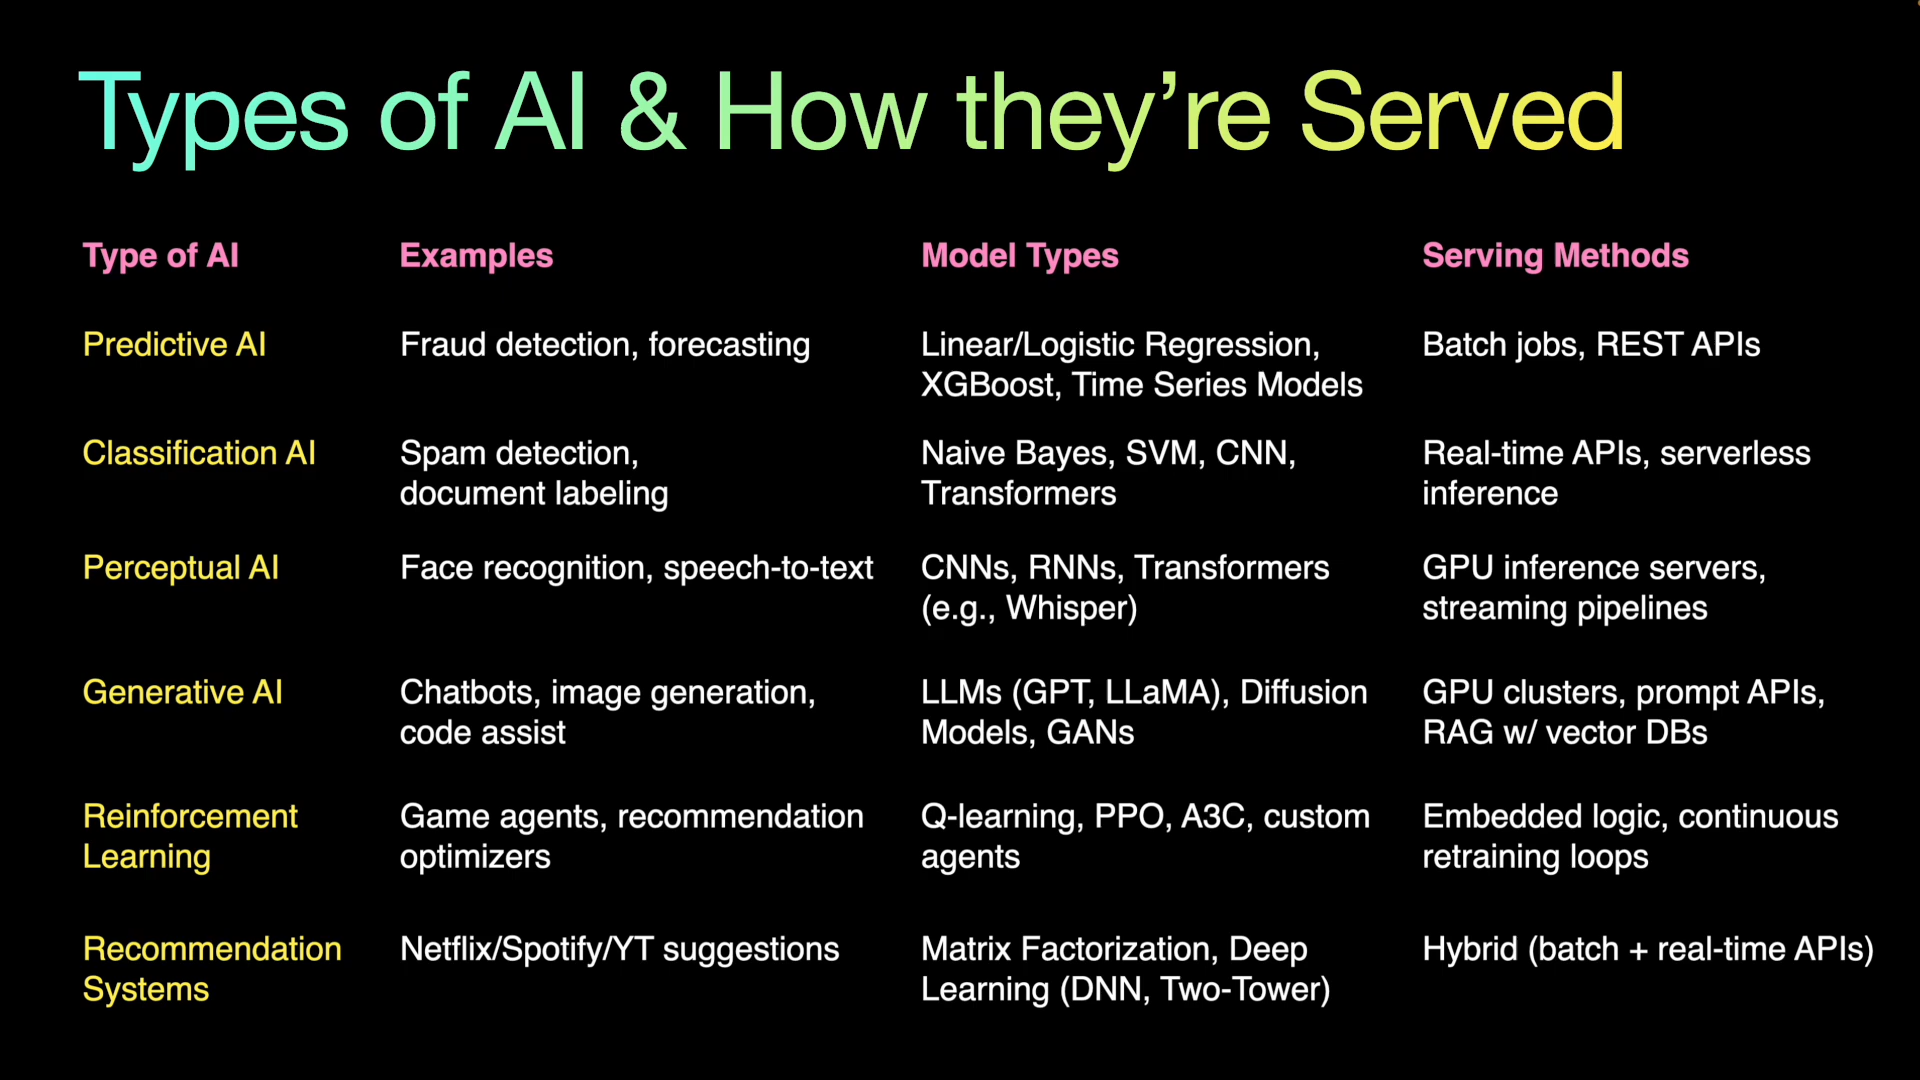 Types of AI & How they’re Served
Type of AI
Examples
Model Types
Serving Methods
Predictive AI
Fraud detection, forecasting
Linear/Logistic Regression,
XGBoost, Time Series Models
Batch jobs, REST APIs
Classification AI
Spam detection,
document labeling
Naive Bayes, SVM, CNN,
Transformers
Real-time APIs, serverless
inference
Perceptual AI
Face recognition, speech-to-text
CNNs, RNNs, Transformers
(e.g., Whisper)
GPU inference servers,
streaming pipelines
Generative AI
Chatbots, image generation,
code assist
LLMs (GPT, LLaMA), Diffusion
Models, GANs
GPU clusters, prompt APIs,
RAG w/ vector DBs
Reinforcement
Learning
Game agents, recommendation
optimizers
Q-learning, PPO, A3C, custom
agents
Embedded logic, continuous
retraining loops
Recommendation
Systems
Netflix/Spotify/YT suggestions
Matrix Factorization, Deep
Learning (DNN, Two-Tower)
Hybrid (batch + real-time APIs)